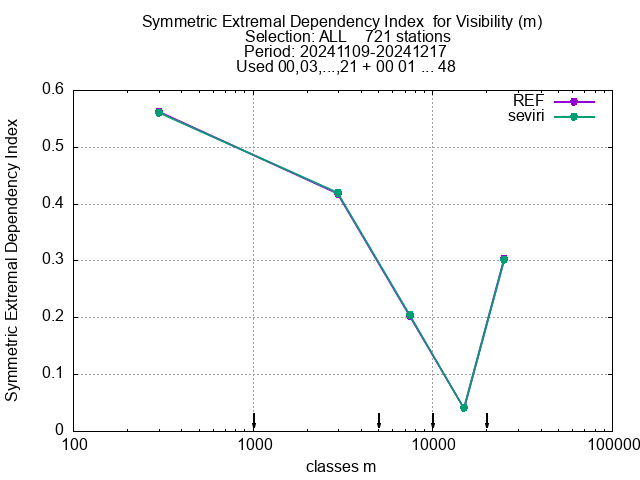 Symmetric Extremal Dependency Index  for Visibility (m)
Selection: ALL    721 stations
Period: 20241109-20241217
Used 00,03,...,21 + 00 01 ... 48
REF
seviri
Symmetric Extremal Dependency Index
0.6
0.5
0.4
0.3
0.2
0.1
0
100 1000 10000 100000
classes m